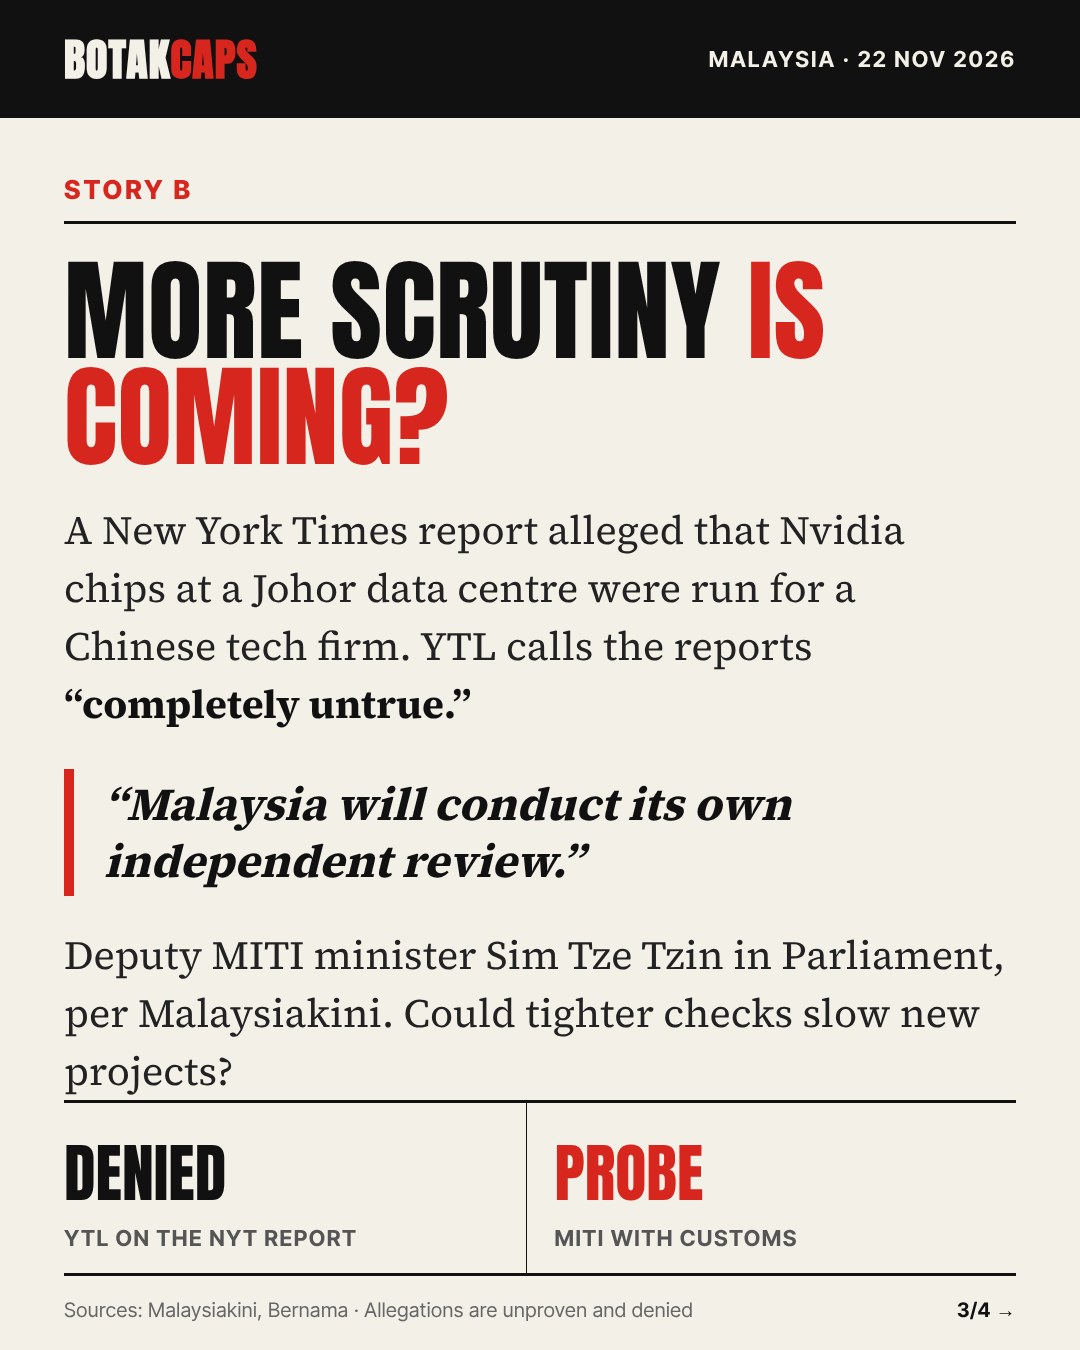 BOTAKCAPS
MALAYSIA · 22 NOV 2026
STORY B
MORE SCRUTINY IS
COMING?
A New York Times report alleged that Nvidia
chips at a Johor data centre were run for a
Chinese tech firm. YTL calls the reports
“completely untrue.”
“Malaysia will conduct its own
independent review.”
Deputy MITI minister Sim Tze Tzin in Parliament,
per Malaysiakini. Could tighter checks slow new
projects?
DENIED
YTL ON THE NYT REPORT
PROBE
MITI WITH CUSTOMS
Sources: Malaysiakini, Bernama · Allegations are unproven and denied
3/4 →